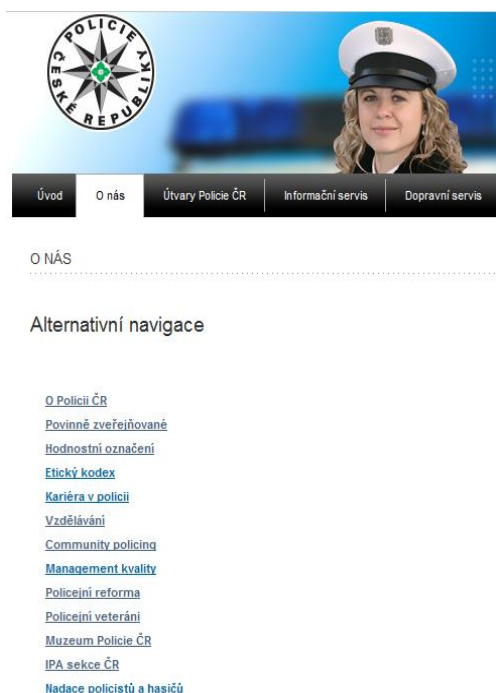 POLICIE
ČESKÉ REPUBLIKY
Úvod O nás Útvary Policie ČR Informační servis Dopravní servis
O NÁS
Alternativní navigace
O Policii ČR
Povinně zveřejňované
Hodnostní označení
Etický kodex
Kariéra v policii
Vzdělávání
Community policing
Management kvality
Policejní reforma
Policejní veteráni
Muzeum Policie ČR
IPA sekce ČR
Nadace policistů a hasičů